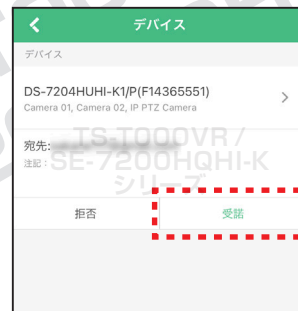 デバイス
デバイス
DS-7204HUHI-K1/P(F14365551)
Camera 01, Camera 02, IP PTZ Camera
宛先:
注記:
TS-T000VR /
SE-7200HQHI-K
シリーズ
拒否
受諾